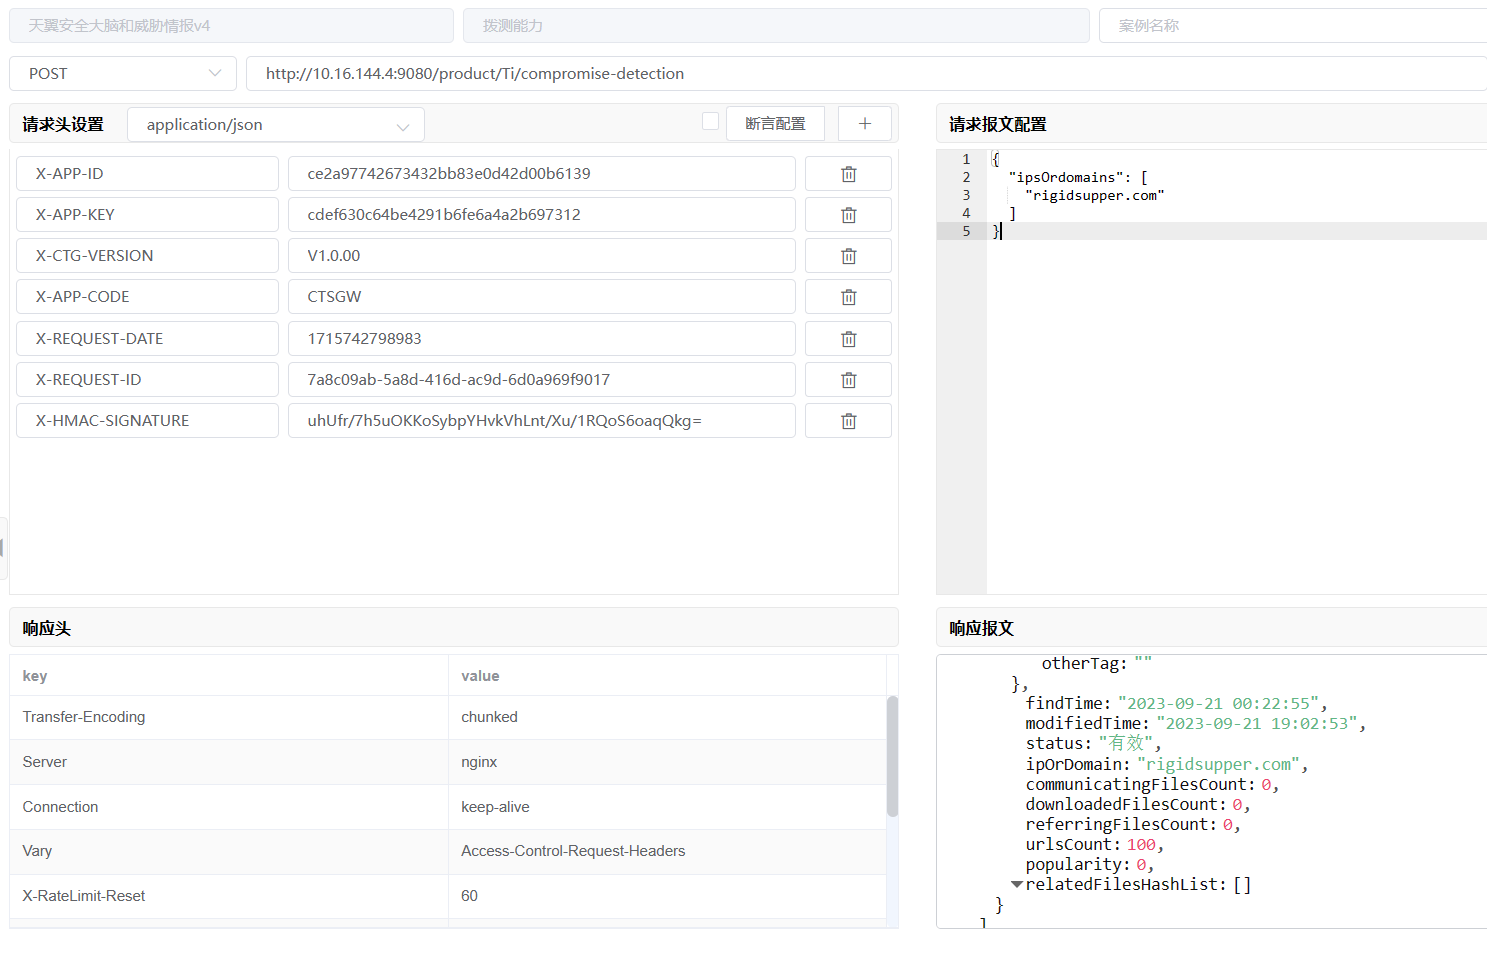 天翼安全大脑和威胁情报v4
拨测能力
案例名称
POST
http://10.16.144.4:9080/product/Ti/compromise-detection
请求头设置
application/json
断言配置
+
X-APP-ID
ce2a97742673432bb83e0d42d00b6139
X-APP-KEY
cdef630c64be4291b6fe6a4a2b697312
X-CTG-VERSION
V1.0.00
X-APP-CODE
CTSGW
X-REQUEST-DATE
1715742798983
X-REQUEST-ID
7a8c09ab-5a8d-416d-ac9d-6d0a969f9017
X-HMAC-SIGNATURE
uhUfr/7h5uOKKoSybpYHvkVhLnt/Xu/1RQoS6oaqQkg=
请求报文配置
1 {
2 "ipsOrdomains": [
3 "rigidsupper.com"
4 ]
5 }
响应头
key value
Transfer-Encoding chunked
Server nginx
Connection keep-alive
Vary Access-Control-Request-Headers
X-RateLimit-Reset 60
响应报文
otherTag: ""
},
findTime: "2023-09-21 00:22:55",
modifiedTime: "2023-09-21 19:02:53",
status: "有效",
ipOrDomain: "rigidsupper.com",
communicatingFilesCount: 0,
downloadedFilesCount: 0,
referringFilesCount: 0,
urlsCount: 100,
popularity: 0,
relatedFilesHashList: []
}
]